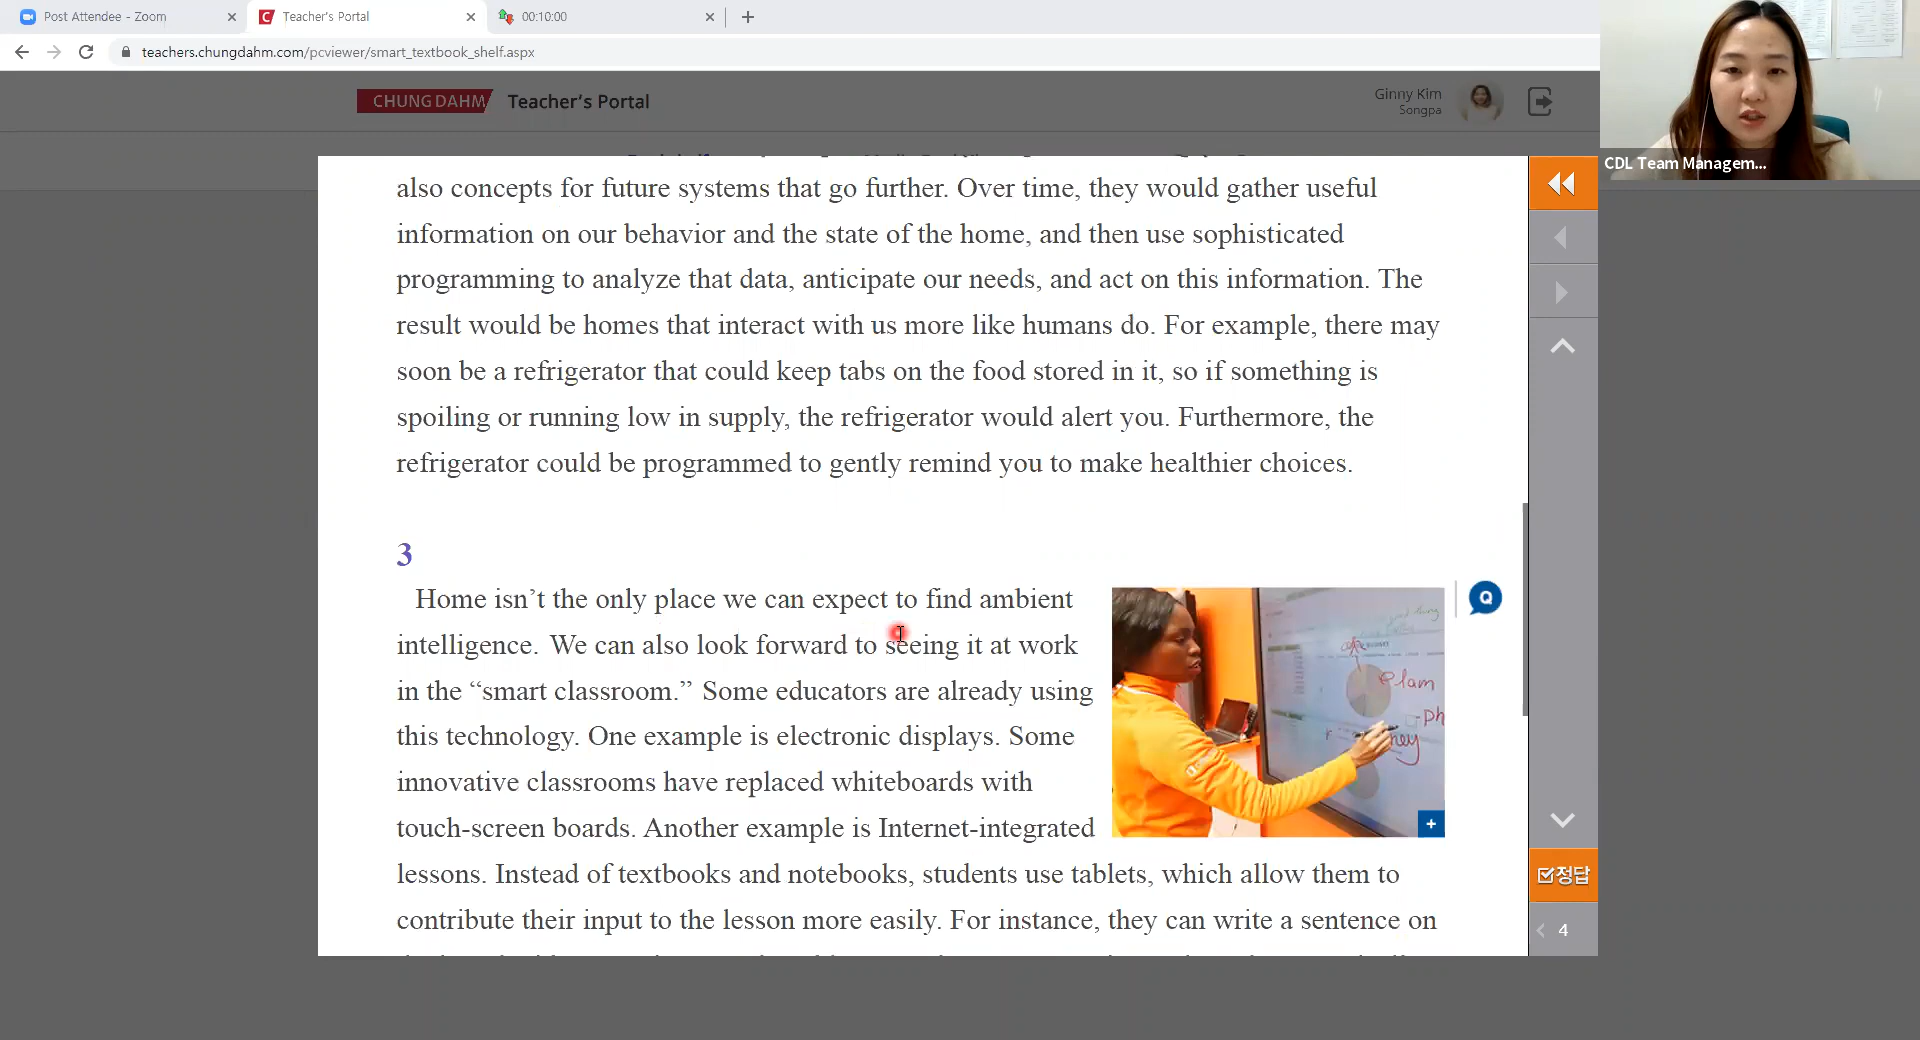 Post Attendee - Zoom
Teacher's Portal
00:10:00
teachers.chungdahm.com/pcviewer/smart_textbook_shelf.aspx
CHUNGDAHM Teacher's Portal
Ginny Kim
Songpa
CDL Team Managem...
also concepts for future systems that go further. Over time, they would gather useful
information on our behavior and the state of the home, and then use sophisticated
programming to analyze that data, anticipate our needs, and act on this information. The
result would be homes that interact with us more like humans do. For example, there may
soon be a refrigerator that could keep tabs on the food stored in it, so if something is
spoiling or running low in supply, the refrigerator would alert you. Furthermore, the
refrigerator could be programmed to gently remind you to make healthier choices.
3
Home isn’t the only place we can expect to find ambient
intelligence. We can also look forward to seeing it at work
in the “smart classroom.” Some educators are already using
this technology. One example is electronic displays. Some
innovative classrooms have replaced whiteboards with
touch-screen boards. Another example is Internet-integrated
lessons. Instead of textbooks and notebooks, students use tablets, which allow them to
contribute their input to the lesson more easily. For instance, they can write a sentence on
Q
정답
4